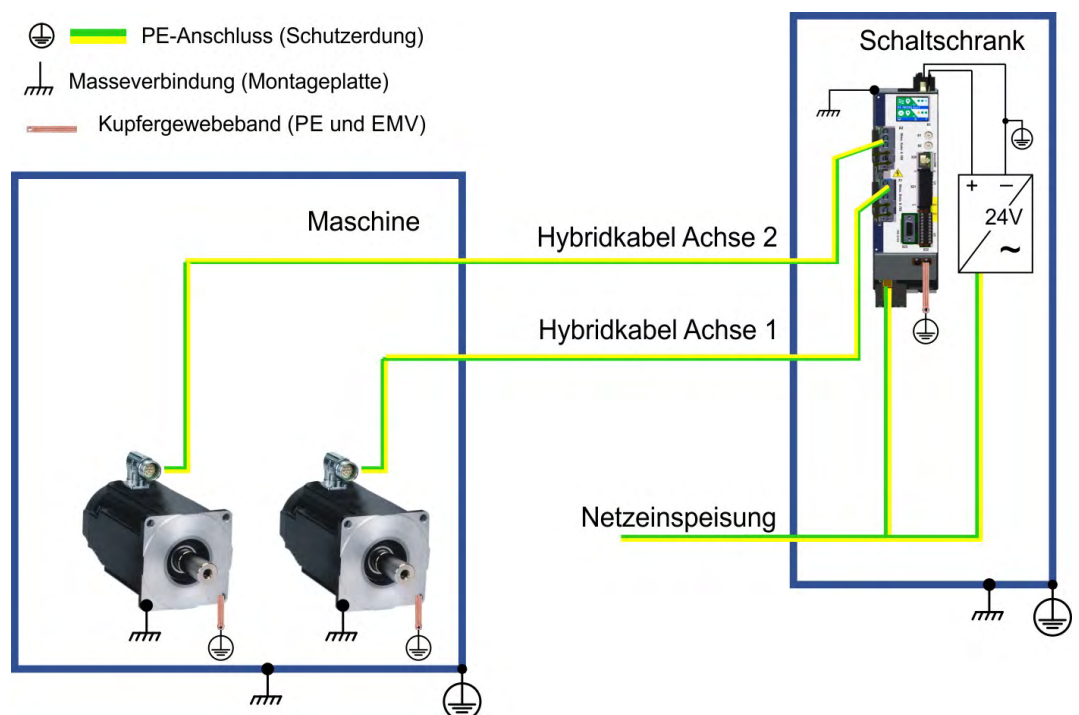 PE-Anschluss (Schutzerdung)
Masseverbindung (Montageplatte)
Kupfergewebeband (PE und EMV)
Schaltschrank
Maschine
Hybridkabel Achse 2
+ −
24V
~
Hybridkabel Achse 1
Netzeinspeisung